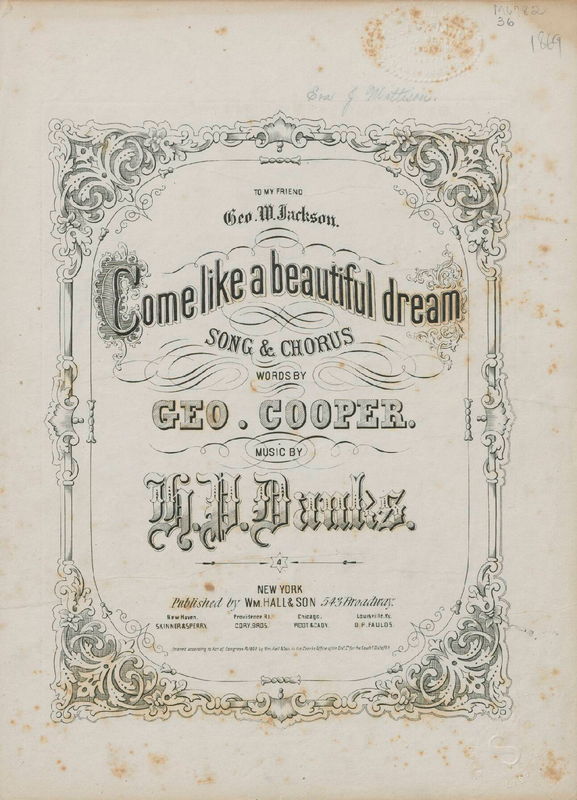 36
1869
TO MY FRIEND
Geo. W. Jackson.
Come like a beautiful dream
SONG & CHORUS
WORDS BY
GEO. COOPER.
MUSIC BY
H. P. Danks.
4
NEW YORK
Published by WM. HALL & SON 543 Broadway.
New Haven. Providence R.I. Chicago. Louisville, Ky.
SKINNER & SPERRY. CORY BROS. ROOT & CADY. D. P. FAULDS.